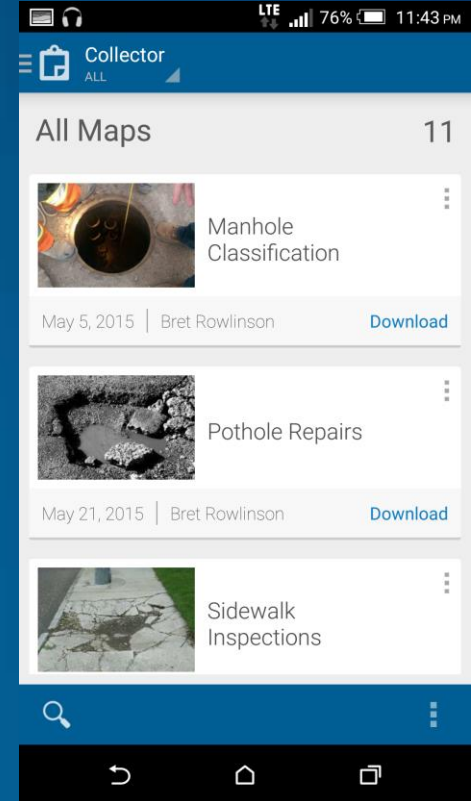 LTE 76% 11:43 PM
Collector
ALL
All Maps 11
Manhole
Classification
May 5, 2015 | Bret Rowlinson Download
Pothole Repairs
May 21, 2015 | Bret Rowlinson Download
Sidewalk
Inspections